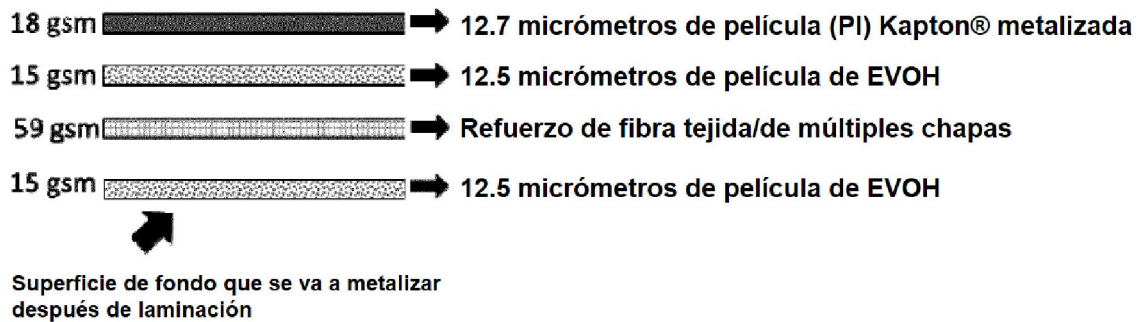 18 gsm 12.7 micrómetros de película (PI) Kapton® metalizada
15 gsm 12.5 micrómetros de película de EVOH
59 gsm Refuerzo de fibra tejida/de múltiples chapas
15 gsm 12.5 micrómetros de película de EVOH
Superficie de fondo que se va a metalizar
después de laminación